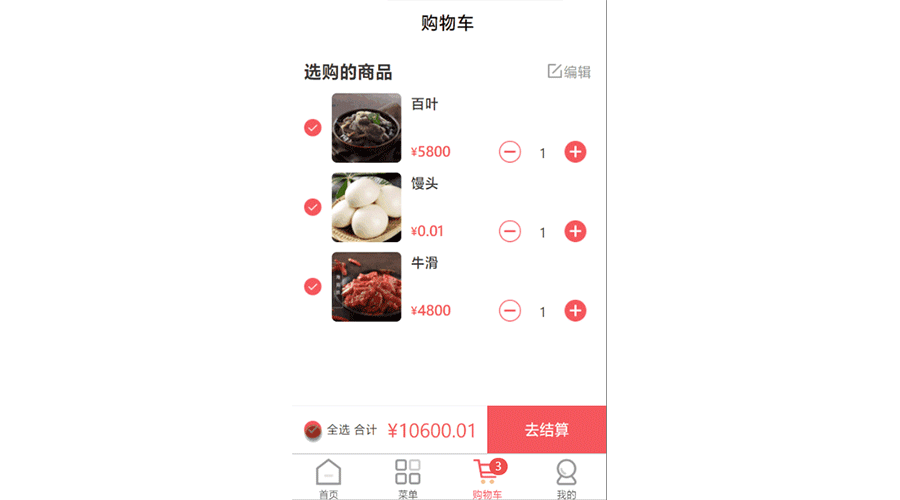 购物车
选购的商品
编辑
百叶
¥5800
1
馒头
¥0.01
1
牛滑
¥4800
1
全选 合计 ¥10600.01 去结算
3
首页 菜单 购物车 我的